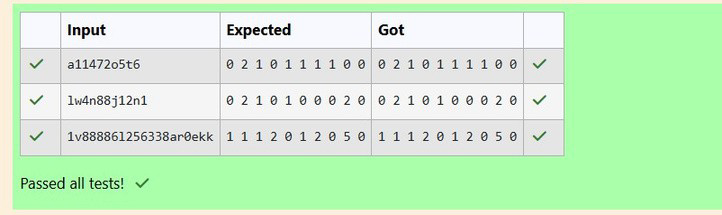 Input Expected Got
a11472o5t6 0 2 1 0 1 1 1 1 0 0 0 2 1 0 1 1 1 1 0 0
lw4n88j12n1 0 2 1 0 1 0 0 0 2 0 0 2 1 0 1 0 0 0 2 0
1v88886l256338ar0ekk 1 1 1 2 0 1 2 0 5 0 1 1 1 2 0 1 2 0 5 0
Passed all tests!